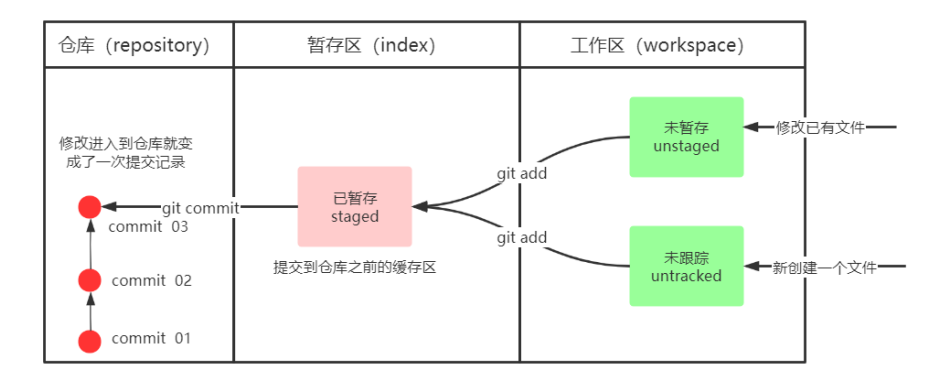 仓库（repository）
暂存区（index）
工作区（workspace）
修改进入到仓库就变
成了一次提交记录
git commit
commit 03
commit 02
commit 01
已暂存
staged
提交到仓库之前的缓存区
git add
git add
未暂存
unstaged
修改已有文件
未跟踪
untracked
新创建一个文件